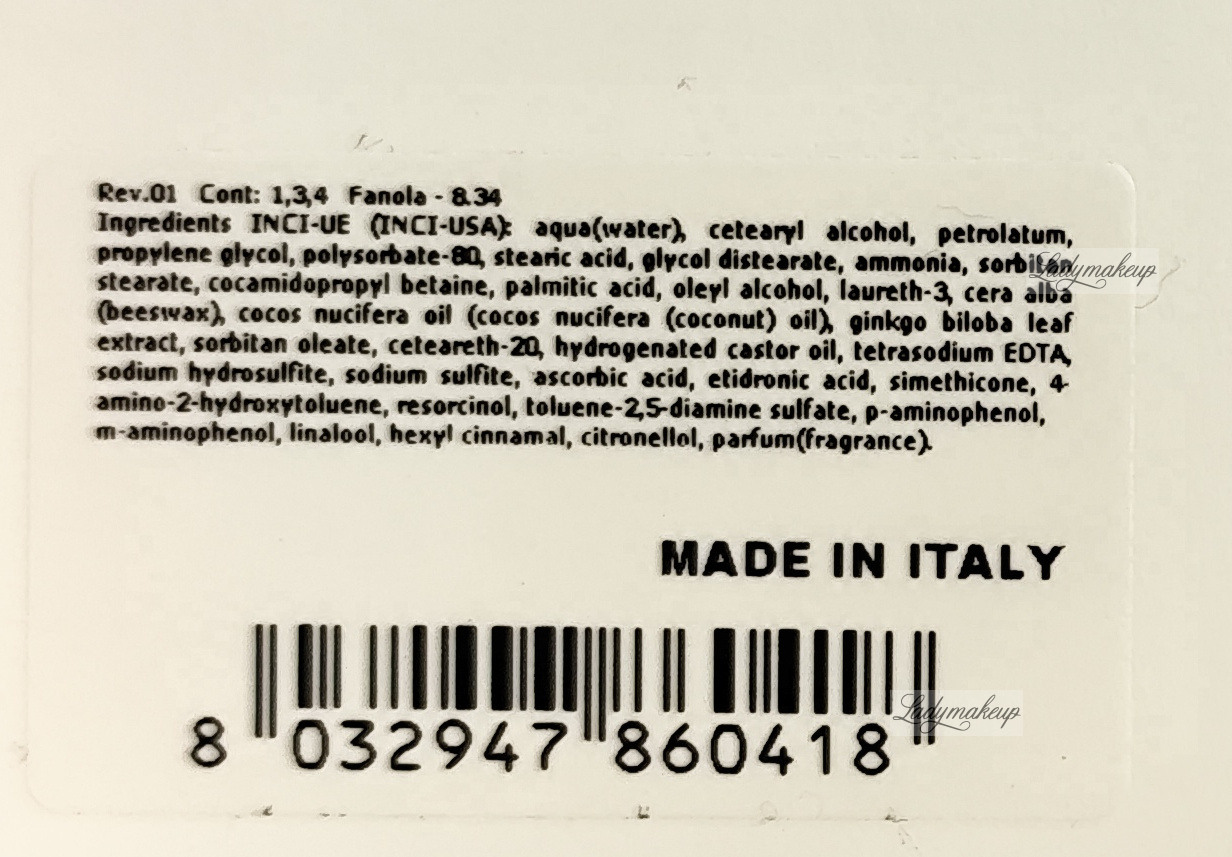 Rev.01 Cont: 1,3,4 Fanola - 8.34
Ingredients INCI-UE (INCI-USA): aqua(water), cetearyl alcohol, petrolatum,
propylene glycol, polysorbate-80, stearic acid, glycol distearate, ammonia, sorbitan
stearate, cocamidopropyl betaine, palmitic acid, oleyl alcohol, laureth-3, cera alba
(beeswax), cocos nucifera oil (cocos nucifera (coconut) oil), ginkgo biloba leaf
extract, sorbitan oleate, ceteareth-20, hydrogenated castor oil, tetrasodium EDTA,
sodium hydrosulfite, sodium sulfite, ascorbic acid, etidronic acid, simethicone, 4-
amino-2-hydroxytoluene, resorcinol, toluene-2,5-diamine sulfate, p-aminophenol,
m-aminophenol, linalool, hexyl cinnamal, citronellol, parfum(fragrance).
Ladymakeup
MADE IN ITALY
Ladymakeup
8 032947 860418